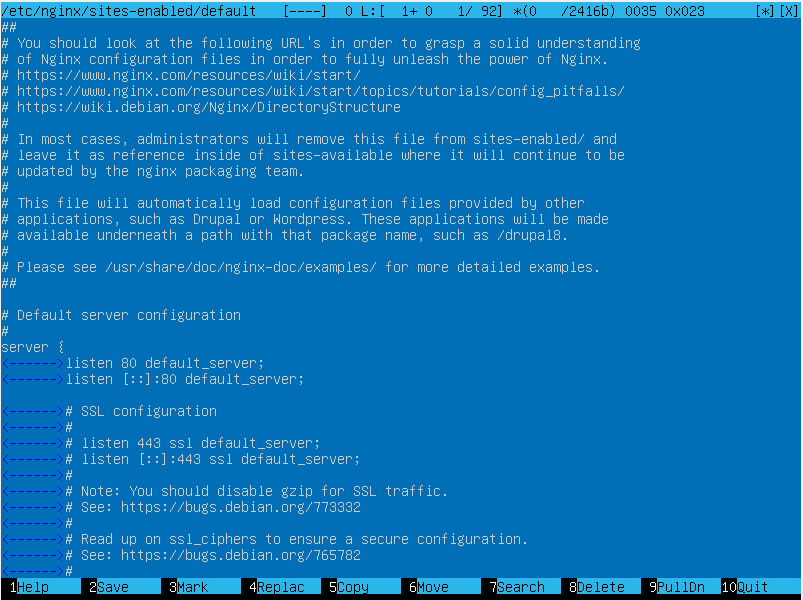 /etc/nginx/sites-enabled/default   [----]  0 L:[  1+ 0   1/ 92] *(0   /2416b) 0035 0x023      [*][X]
##
# You should look at the following URL's in order to grasp a solid understanding
# of Nginx configuration files in order to fully unleash the power of Nginx.
# https://www.nginx.com/resources/wiki/start/
# https://www.nginx.com/resources/wiki/start/topics/tutorials/config_pitfalls/
# https://wiki.debian.org/Nginx/DirectoryStructure
#
# In most cases, administrators will remove this file from sites-enabled/ and
# leave it as reference inside of sites-available where it will continue to be
# updated by the nginx packaging team.
#
# This file will automatically load configuration files provided by other
# applications, such as Drupal or Wordpress. These applications will be made
# available underneath a path with that package name, such as /drupal8.
#
# Please see /usr/share/doc/nginx-doc/examples/ for more detailed examples.
##

# Default server configuration
#
server {
<------>listen 80 default_server;
<------>listen [::]:80 default_server;

<------># SSL configuration
<------>#
<------># listen 443 ssl default_server;
<------># listen [::]:443 ssl default_server;
<------>#
<------># Note: You should disable gzip for SSL traffic.
<------># See: https://bugs.debian.org/773332
<------>#
<------># Read up on ssl_ciphers to ensure a secure configuration.
<------># See: https://bugs.debian.org/765782
<------>#
1Help 2Save 3Mark 4Replac 5Copy 6Move 7Search 8Delete 9PullDn 10Quit